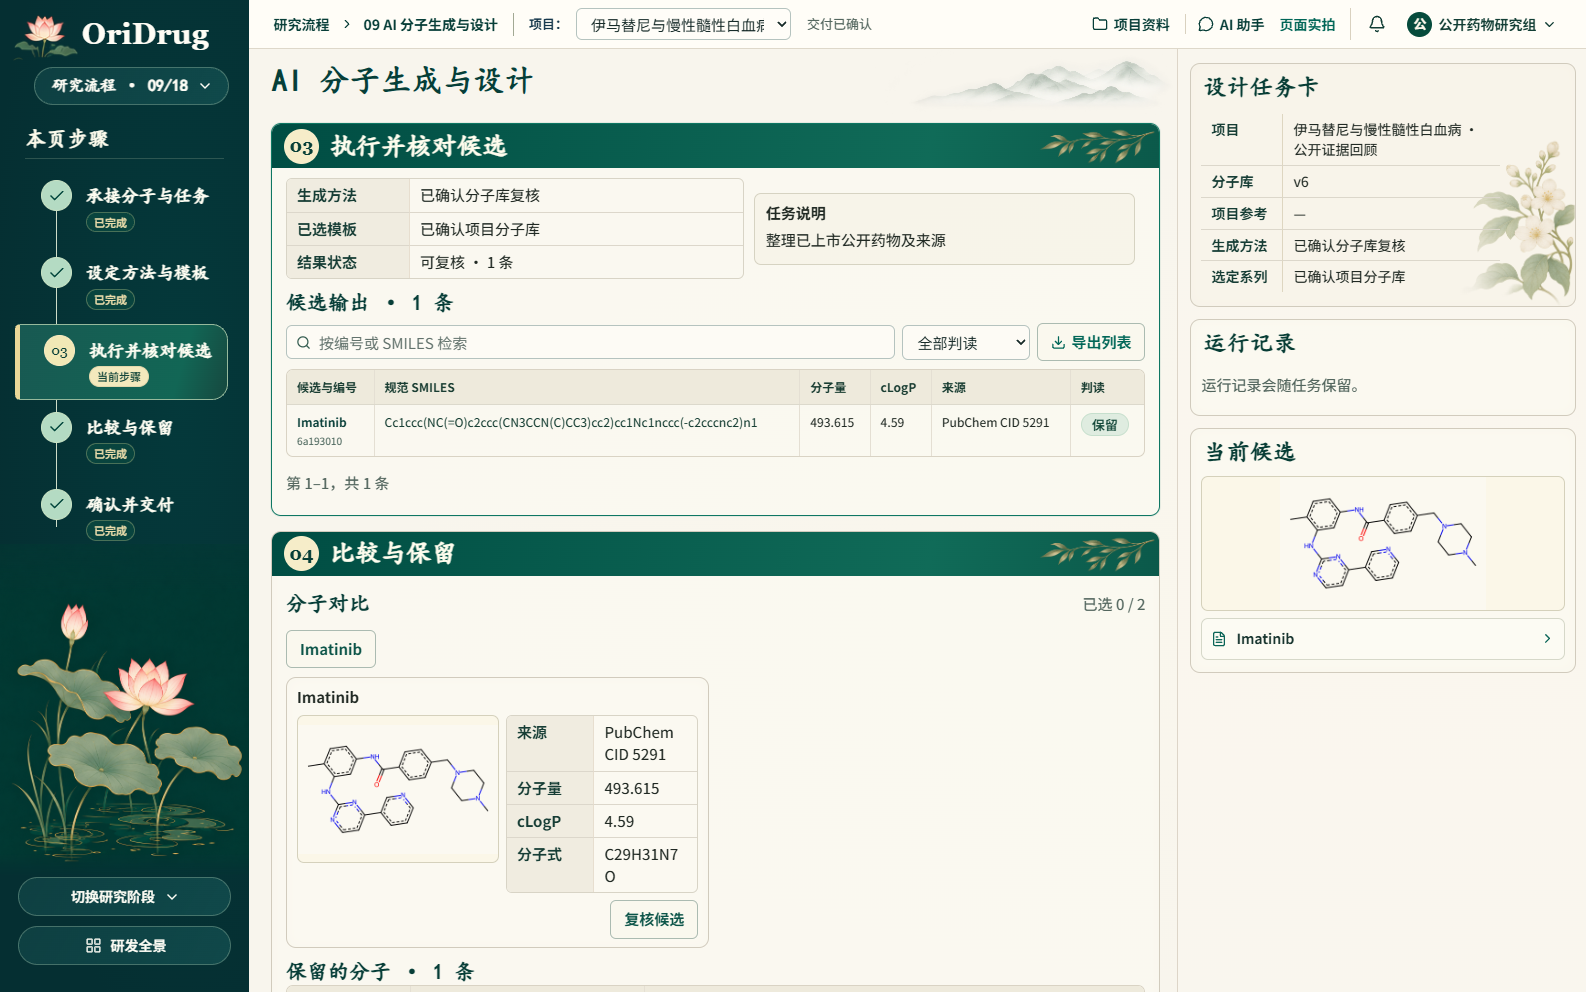 OriDrug
研究流程 • 09/18
本页步骤
承接分子与任务
已完成
设定方法与模板
已完成
03 执行并核对候选
当前步骤
比较与保留
已完成
确认并交付
已完成
切换研究阶段
研发全景
研究流程 > 09 AI 分子生成与设计 项目： 伊马替尼与慢性髓性白血病 交付已确认
项目资料 AI 助手 页面实拍 公 公开药物研究组
AI 分子生成与设计
03 执行并核对候选
生成方法 已确认分子库复核
已选模板 已确认项目分子库
结果状态 可复核 • 1 条
任务说明
整理已上市公开药物及来源
候选输出 • 1 条
按编号或 SMILES 检索 全部判读 导出列表
候选与编号 规范 SMILES 分子量 cLogP 来源 判读
Imatinib Cc1ccc(NC(=O)c2ccc(CN3CCN(C)CC3)cc2)cc1Nc1nccc(-c2cccnc2)n1 493.615 4.59 PubChem CID 5291 保留
6a193010
第 1–1，共 1 条
04 比较与保留
分子对比 已选 0 / 2
Imatinib
Imatinib
来源 PubChem
CID 5291
分子量 493.615
cLogP 4.59
分子式 C29H31N7
O
复核候选
保留的分子 • 1 条
设计任务卡
项目 伊马替尼与慢性髓性白血病 •
公开证据回顾
分子库 v6
项目参考 —
生成方法 已确认分子库复核
选定系列 已确认项目分子库
运行记录
运行记录会随任务保留。
当前候选
Imatinib